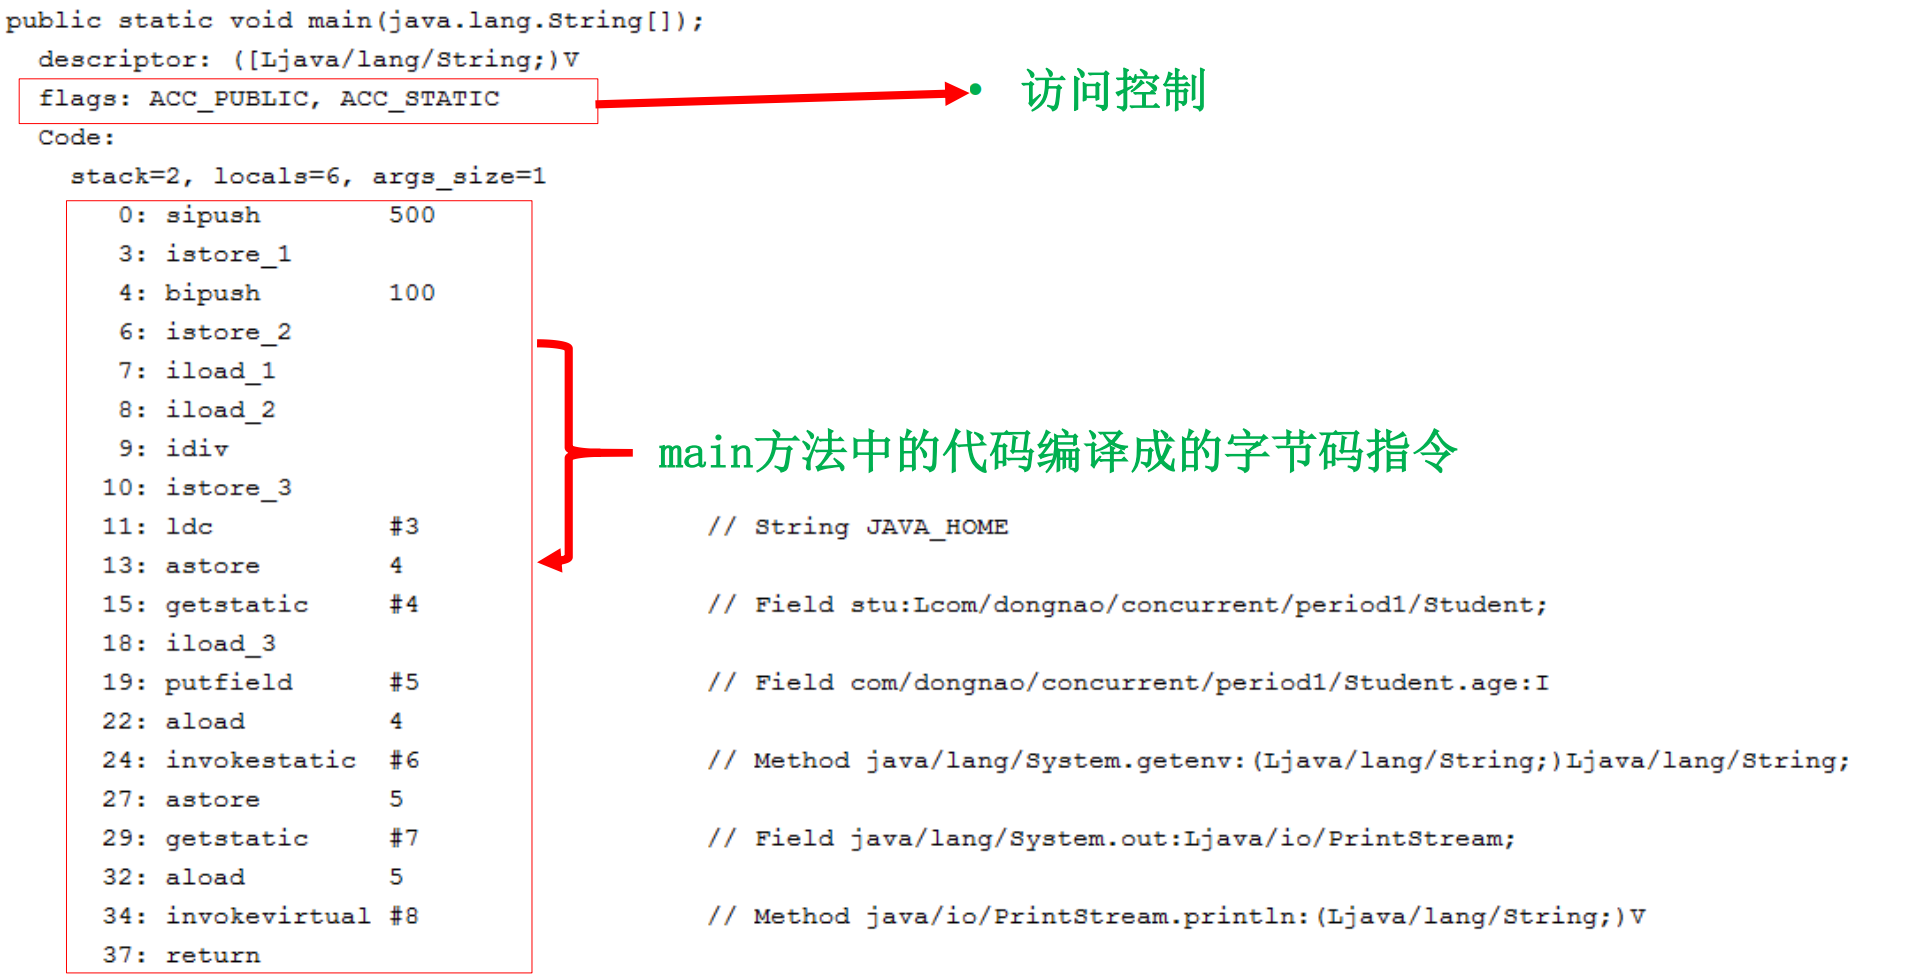 public static void main(java.lang.String[]);
descriptor: ([Ljava/lang/String;)V
flags: ACC_PUBLIC, ACC_STATIC
• 访问控制
Code:
stack=2, locals=6, args_size=1
0: sipush 500
3: istore_1
4: bipush 100
6: istore_2
7: iload_1
8: iload_2
9: idiv
main方法中的代码编译成的字节码指令
10: istore_3
11: ldc #3 // String JAVA_HOME
13: astore 4
15: getstatic #4 // Field stu:Lcom/dongnao/concurrent/period1/Student;
18: iload_3
19: putfield #5 // Field com/dongnao/concurrent/period1/Student.age:I
22: aload 4
24: invokestatic #6 // Method java/lang/System.getenv:(Ljava/lang/String;)Ljava/lang/String;
27: astore 5
29: getstatic #7 // Field java/lang/System.out:Ljava/io/PrintStream;
32: aload 5
34: invokevirtual #8 // Method java/io/PrintStream.println:(Ljava/lang/String;)V
37: return